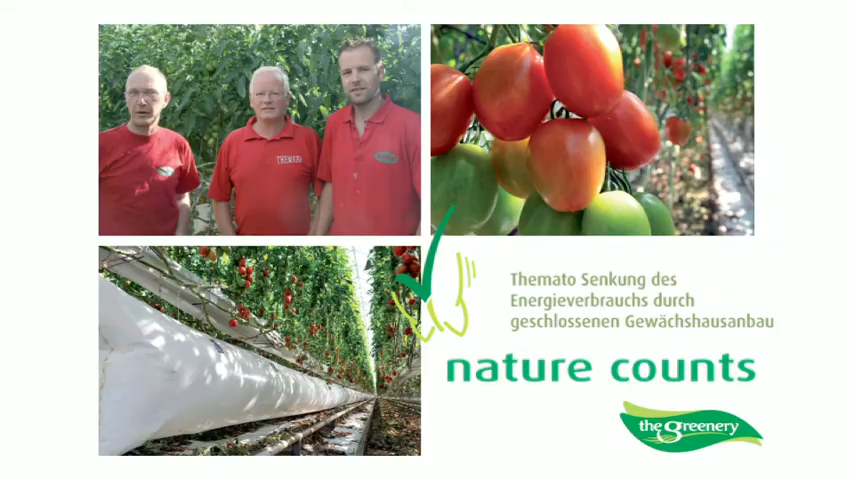 THEMATO
Themato Senkung des
Energieverbrauchs durch
geschlossenen Gewächshausanbau
nature counts
the greenery